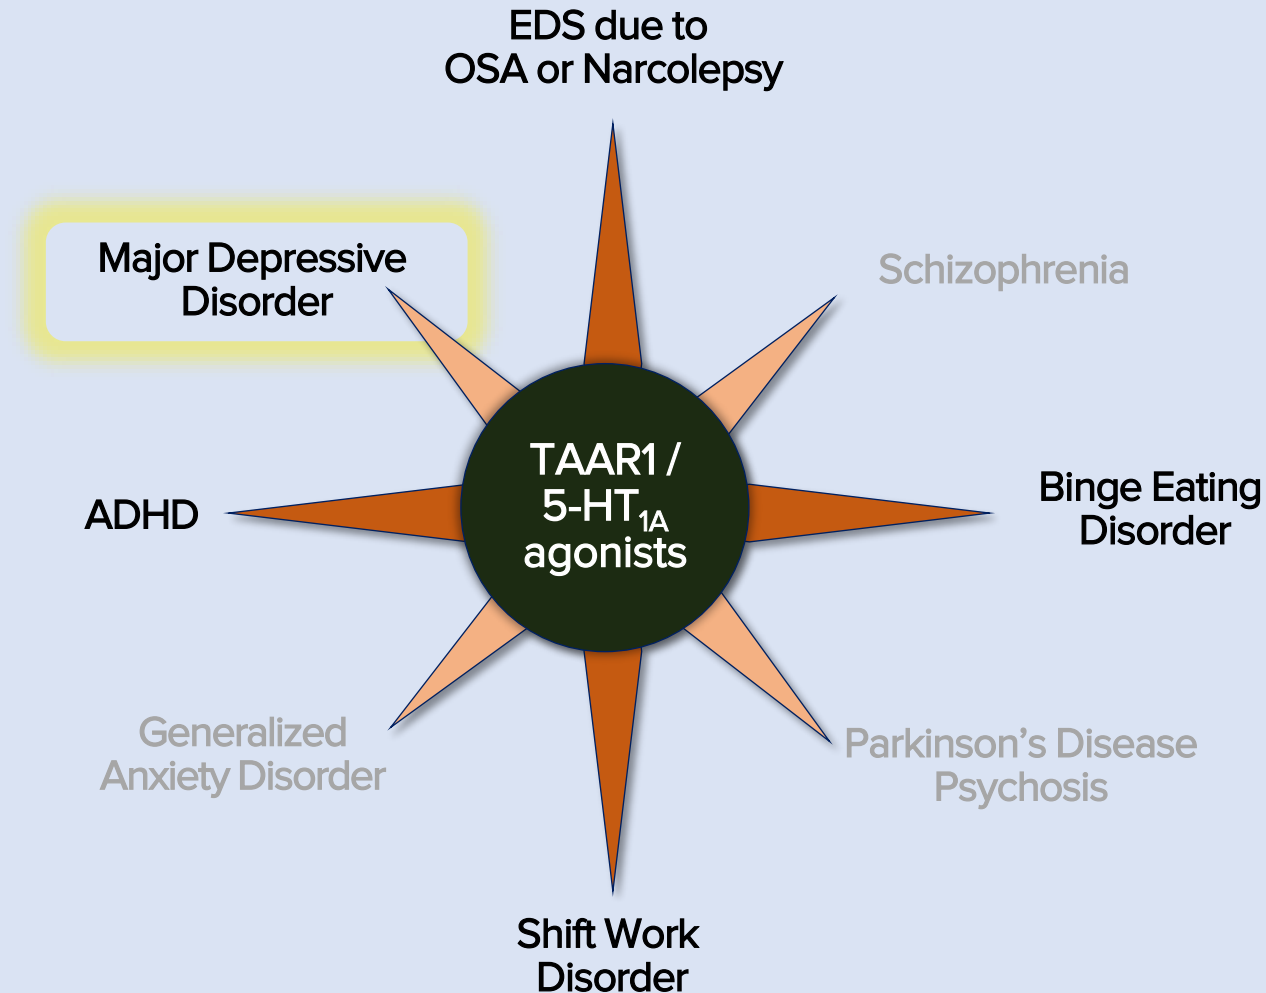 EDS due to
OSA or Narcolepsy
Major Depressive
Disorder
Schizophrenia
TAAR1 /
5-HT1A
agonists
ADHD
Binge Eating
Disorder
Generalized
Anxiety Disorder
Parkinson’s Disease
Psychosis
Shift Work
Disorder